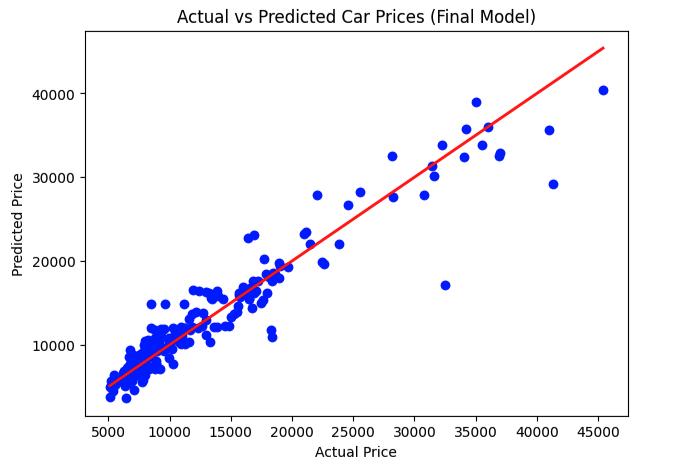 Actual vs Predicted Car Prices (Final Model)
40000
30000
20000
10000
Predicted Price
5000 10000 15000 20000 25000 30000 35000 40000 45000
Actual Price